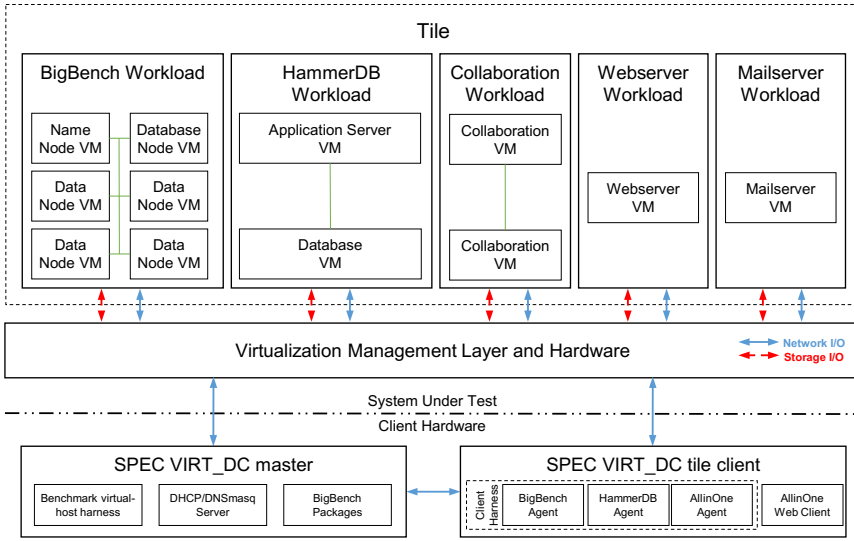 Tile
BigBench Workload
Name
Node VM
Database
Node VM
Data
Node VM
Data
Node VM
Data
Node VM
Data
Node VM
HammerDB
Workload
Application Server
VM
Database
VM
Collaboration
Workload
Collaboration
VM
Collaboration
VM
Webserver
Workload
Webserver
VM
Mailserver
Workload
Mailserver
VM
Virtualization Management Layer and Hardware
Network I/O
Storage I/O
System Under Test
Client Hardware
SPEC VIRT_DC master
Benchmark virtual-
host harness
DHCP/DNSmasq
Server
BigBench
Packages
SPEC VIRT_DC tile client
Client
Harness
BigBench
Agent
HammerDB
Agent
AllinOne
Agent
AllinOne
Web Client